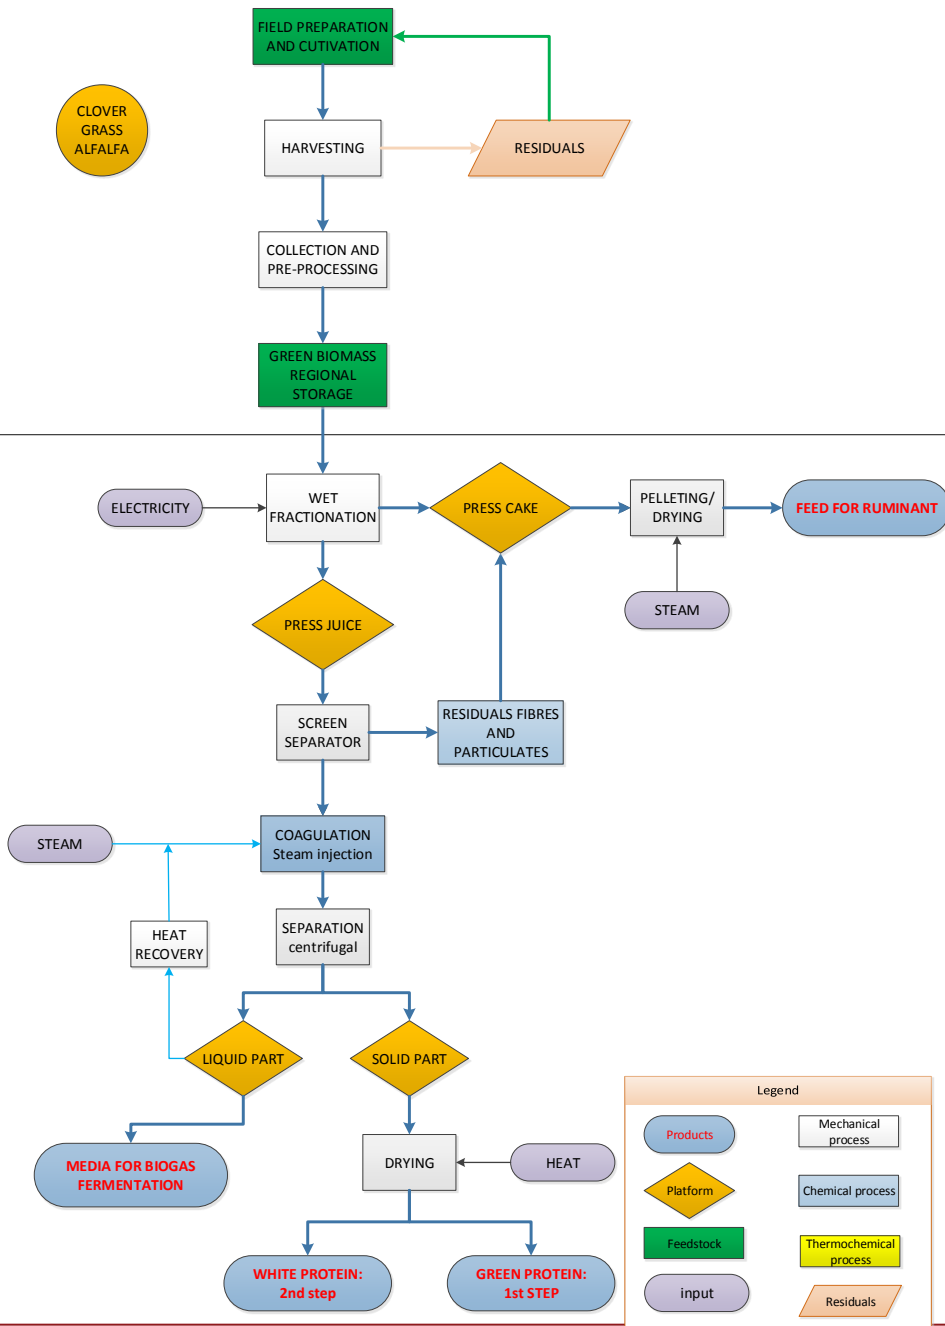 FIELD PREPARATION
AND CUTIVATION
CLOVER
GRASS
ALFALFA
HARVESTING
RESIDUALS
COLLECTION AND
PRE-PROCESSING
GREEN BIOMASS
REGIONAL
STORAGE
ELECTRICITY
WET
FRACTIONATION
PRESS CAKE
PELLETING/
DRYING
FEED FOR RUMINANT
STEAM
PRESS JUICE
SCREEN
SEPARATOR
RESIDUALS FIBRES
AND
PARTICULATES
STEAM
COAGULATION
Steam injection
HEAT
RECOVERY
SEPARATION
centrifugal
LIQUID PART
SOLID PART
MEDIA FOR BIOGAS
FERMENTATION
DRYING
HEAT
WHITE PROTEIN:
2nd step
GREEN PROTEIN:
1st STEP
Legend
Products
Mechanical
process
Platform
Chemical process
Feedstock
Thermochemical
process
input
Residuals